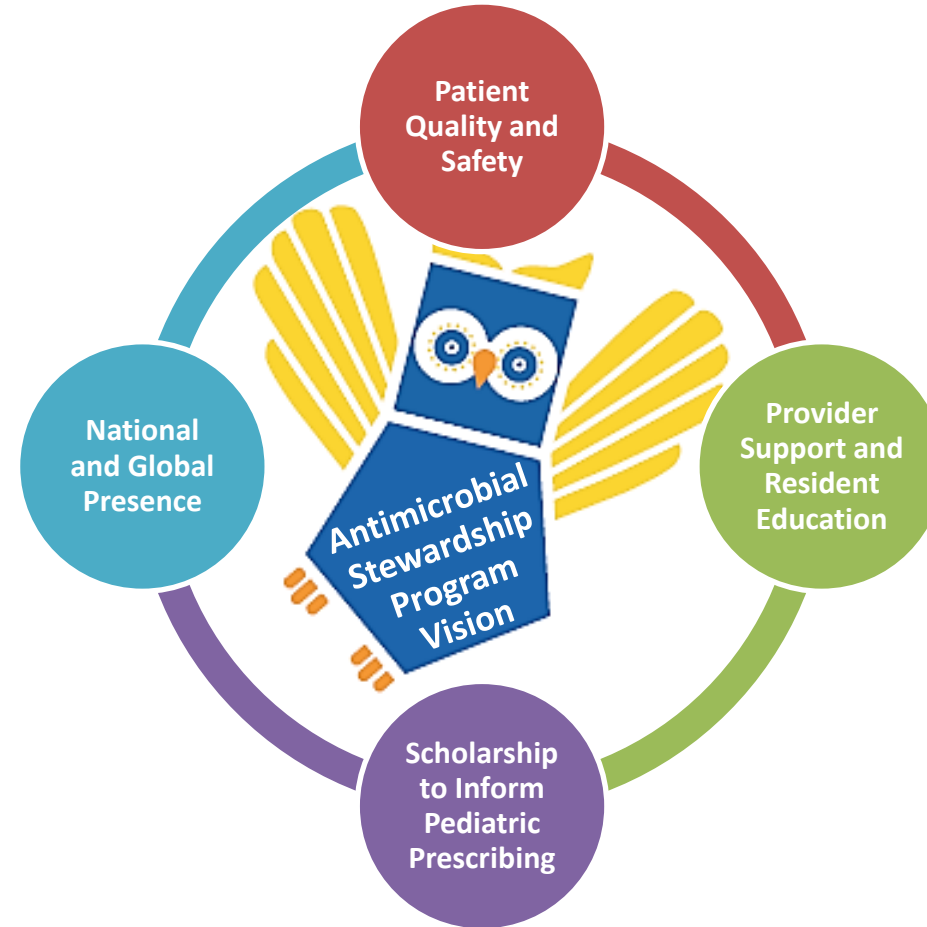 Patient
Quality and
Safety
National
and Global
Presence
Antimicrobial
Stewardship
Program
Vision
Provider
Support and
Resident
Education
Scholarship
to Inform
Pediatric
Prescribing